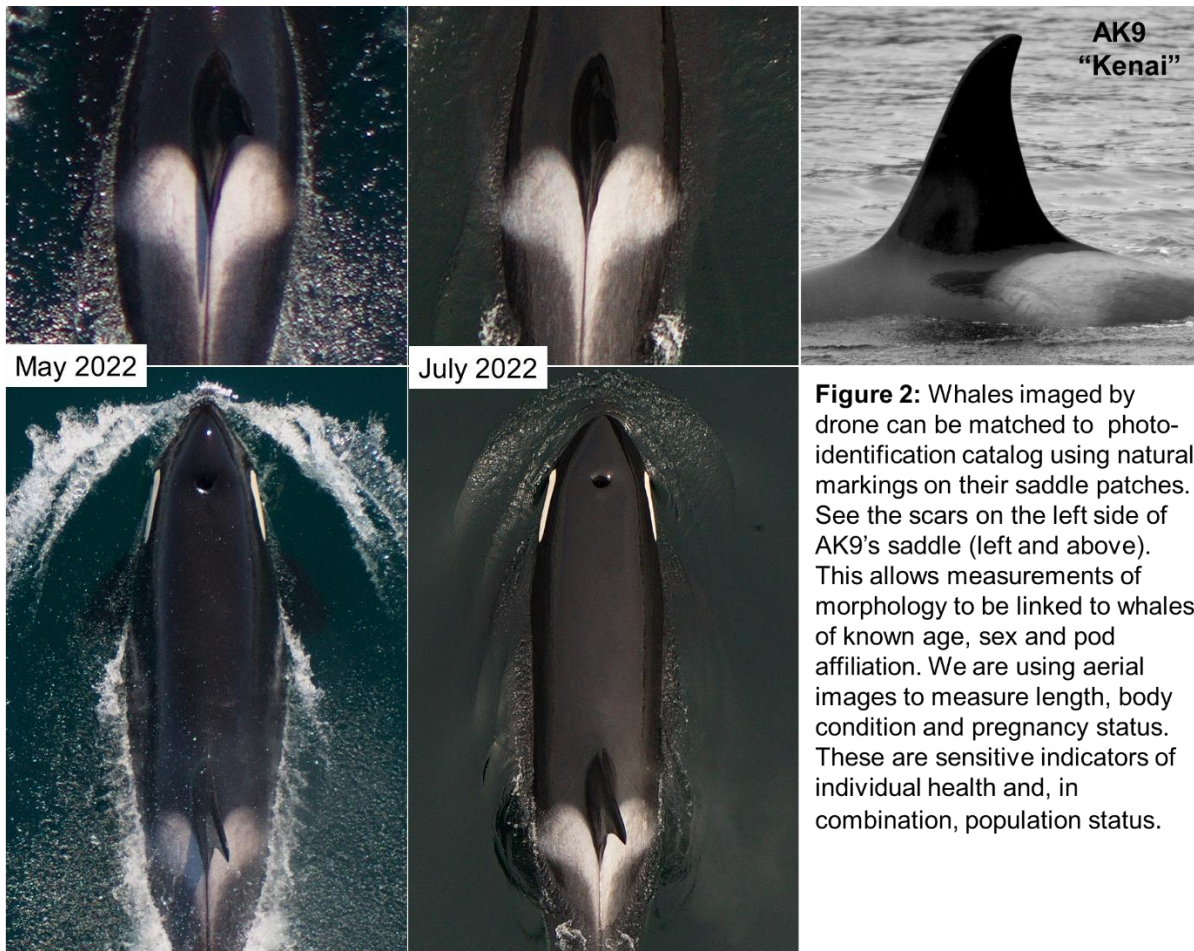 AK9
“Kenai”
May 2022
July 2022
Figure 2: Whales imaged by
drone can be matched to photo-
identification catalog using natural
markings on their saddle patches.
See the scars on the left side of
AK9’s saddle (left and above).
This allows measurements of
morphology to be linked to whales
of known age, sex and pod
affiliation. We are using aerial
images to measure length, body
condition and pregnancy status.
These are sensitive indicators of
individual health and, in
combination, population status.